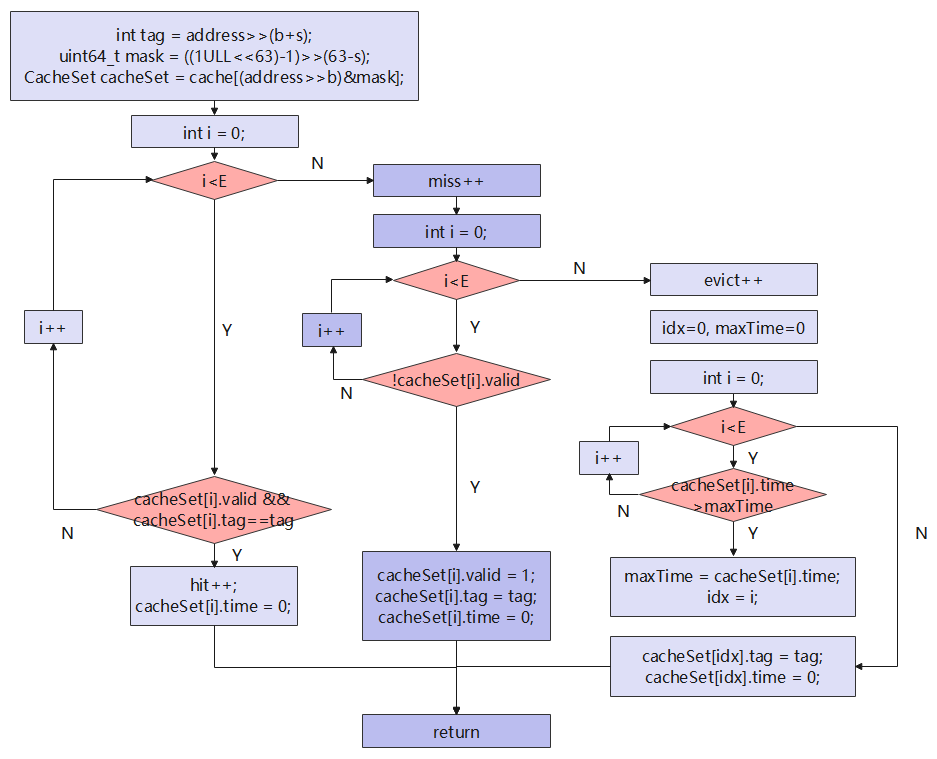 int tag = address>>(b+s);
uint64_t mask = ((1ULL<<63)-1)>>(63-s);
CacheSet cacheSet = cache[(address>>b)&mask];
int i = 0;
i<E
N
miss++
int i = 0;
i<E
N
evict++
i++
Y
i++
Y
idx=0, maxTime=0
!cacheSet[i].valid
N
int i = 0;
i<E
i++
Y
cacheSet[i].time
>maxTime
N
Y
N
cacheSet[i].valid &&
cacheSet[i].tag==tag
N
Y
Y
hit++;
cacheSet[i].time = 0;
cacheSet[i].valid = 1;
cacheSet[i].tag = tag;
cacheSet[i].time = 0;
maxTime = cacheSet[i].time;
idx = i;
cacheSet[idx].tag = tag;
cacheSet[idx].time = 0;
return